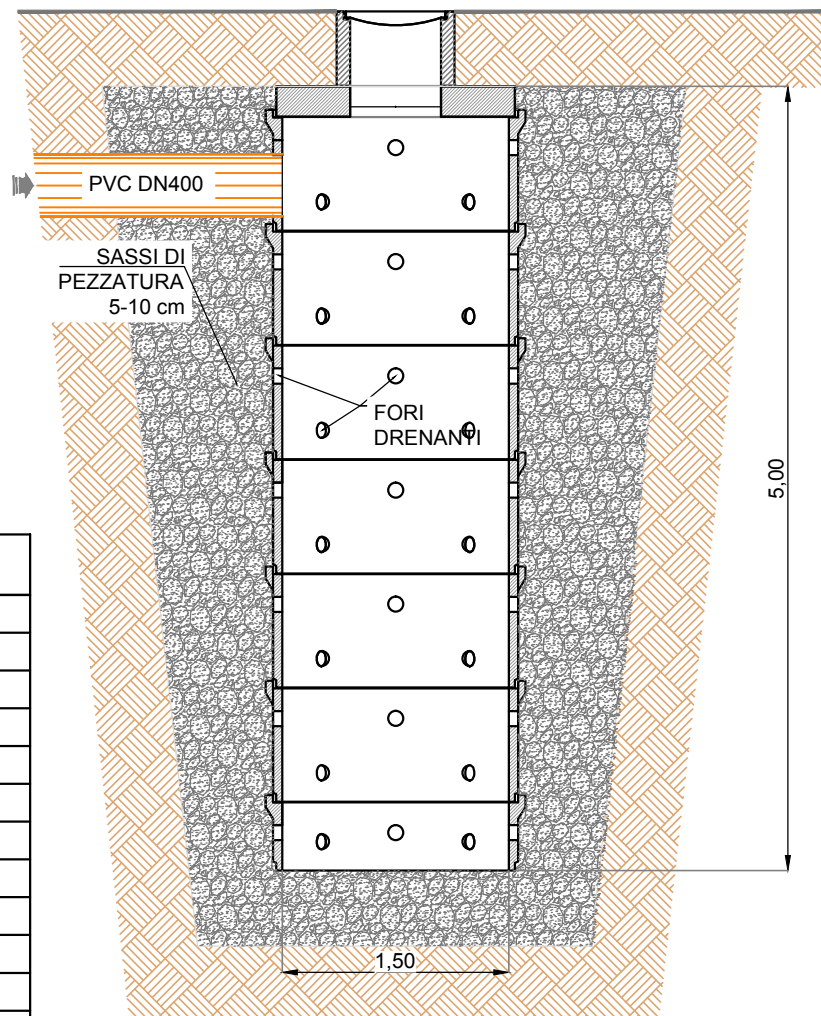 PVC DN400
SASSI DI
PEZZATURA
5-10 cm
FORI
DRENANTI
5,00
1,50